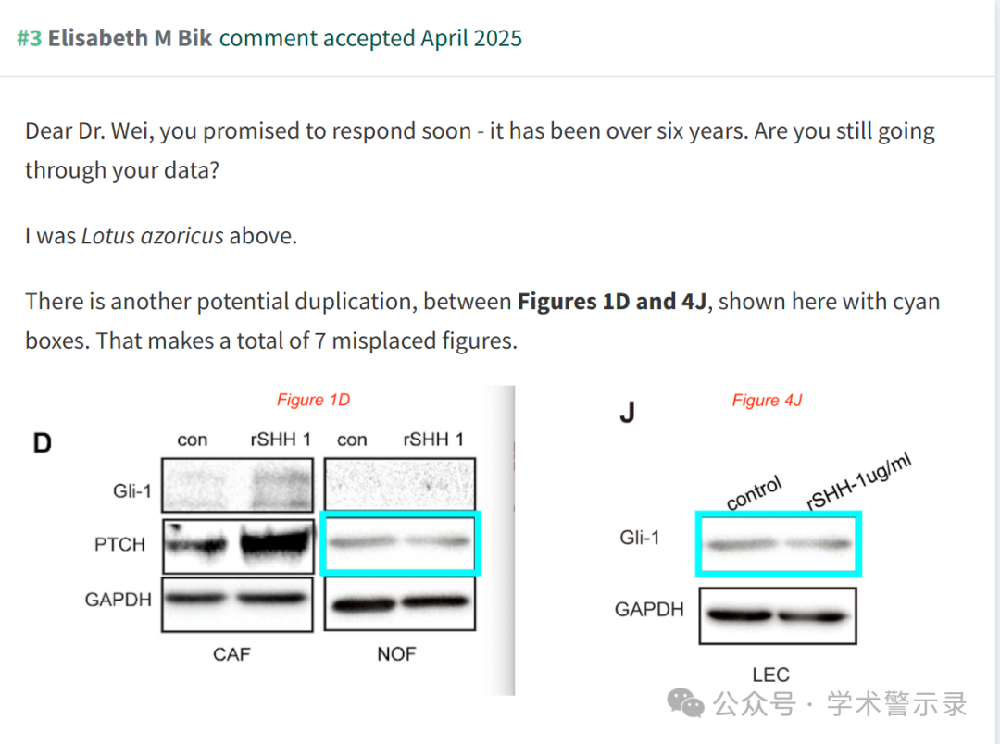 #3 Elisabeth M Bik comment accepted April 2025
Dear Dr. Wei, you promised to respond soon - it has been over six years. Are you still going
through your data?
I was Lotus azoricus above.
There is another potential duplication, between Figures 1D and 4J, shown here with cyan
boxes. That makes a total of 7 misplaced figures.
Figure 1D
D
con rSHH 1 con rSHH 1
Gli-1
PTCH
GAPDH
CAF NOF
Figure 4J
J
control rSHH-1ug/ml
Gli-1
GAPDH
LEC
公众号 · 学术警示录